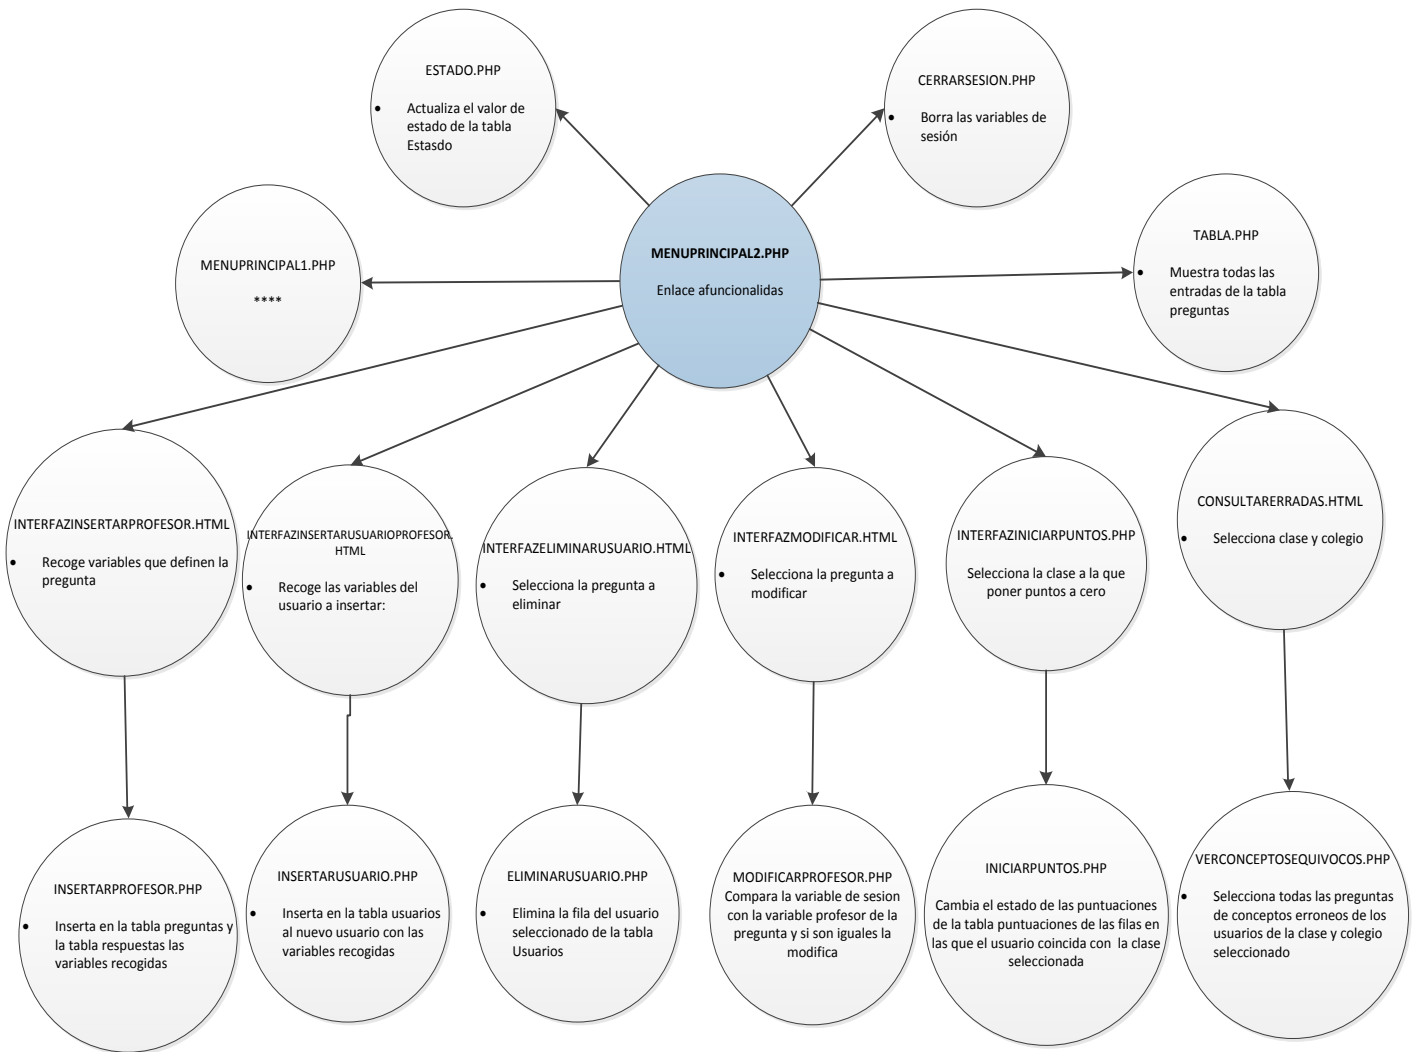 ESTADO.PHP
• Actualiza el valor de
estado de la tabla
Estasdo
CERRARSESION.PHP
• Borra las variables de
sesión
MENUPRINCIPAL1.PHP
****
MENUPRINCIPAL2.PHP
Enlace afuncionalidas
TABLA.PHP
• Muestra todas las
entradas de la tabla
preguntas
INTERFAZINSERTARPROFESOR.HTML
• Recoge variables que definen la
pregunta
INTERFAZINSERTARUSUARIOPROFESOR.
HTML
• Recoge las variables del
usuario a insertar:
INTERFAZELIMINARUSUARIO.HTML
• Selecciona la pregunta a
eliminar
INTERFAZMODIFICAR.HTML
• Selecciona la pregunta a
modificar
INTERFAZINICIARPUNTOS.PHP
Selecciona la clase a la que
poner puntos a cero
CONSULTARERRADAS.HTML
• Selecciona clase y colegio
INSERTARPROFESOR.PHP
• Inserta en la tabla preguntas y
la tabla respuestas las
variables recogidas
INSERTARUSUARIO.PHP
• Inserta en la tabla usuarios
al nuevo usuario con las
variables recogidas
ELIMINARUSUARIO.PHP
• Elimina la fila del usuario
seleccionado de la tabla
Usuarios
MODIFICARPROFESOR.PHP
Compara la variable de sesion
con la variable profesor de la
pregunta y si son iguales la
modifica
INICIARPUNTOS.PHP
Cambia el estado de las puntuaciones
de la tabla puntuaciones de las filas en
las que el usuario coincida con la clase
seleccionada
VERCONCEPTOSEQUIVOCOS.PHP
• Selecciona todas las preguntas
de conceptos erroneos de los
usuarios de la clase y colegio
seleccionado